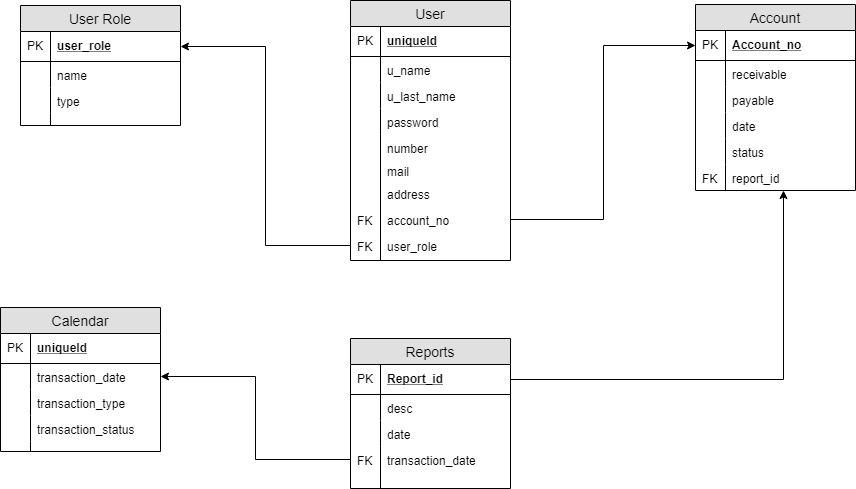 User Role
PK user_role
name
type
User
PK uniqueId
u_name
u_last_name
password
number
mail
address
FK account_no
FK user_role
Account
PK Account_no
receivable
payable
date
status
FK report_id
Calendar
PK uniqueId
transaction_date
transaction_type
transaction_status
Reports
PK Report_id
desc
date
FK transaction_date